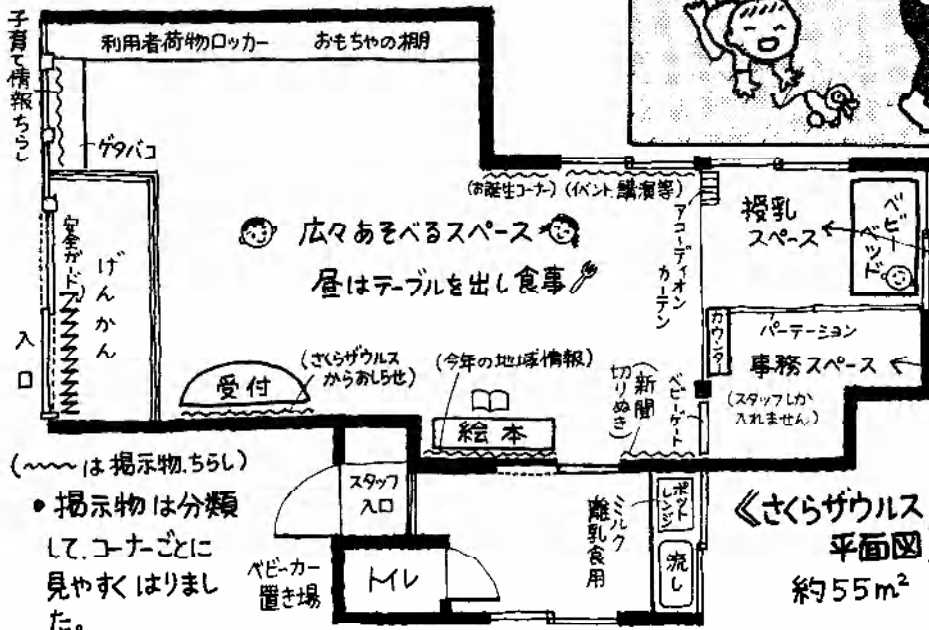 子育て情報ちらし
利用者荷物ロッカー おもちゃの棚
ゲタバコ
(お誕生コーナー) (イベント、講演等)
アコーディオン
カーテン
授乳
スペース
ベビー
ベッド
広々あそべるスペース
昼はテーブルを出し食事
安全ガード
げんかん
入口
受付
(さくらザウルス
からおしらせ)
(今年の地域情報)
絵本
(新聞
切りぬき)
ベビーゲート
カウンター
パーテーション
事務スペース
(スタッフしか
入れません)
(〜〜は掲示物、ちらし)
• 掲示物は分類
して、コーナーごとに
見やすくはりまし
た。
スタッフ
入口
ベビーカー
置き場
トイレ
ミルク
離乳食用
ポット
レンジ
流し
《さくらザウルス
平面図
約55m²